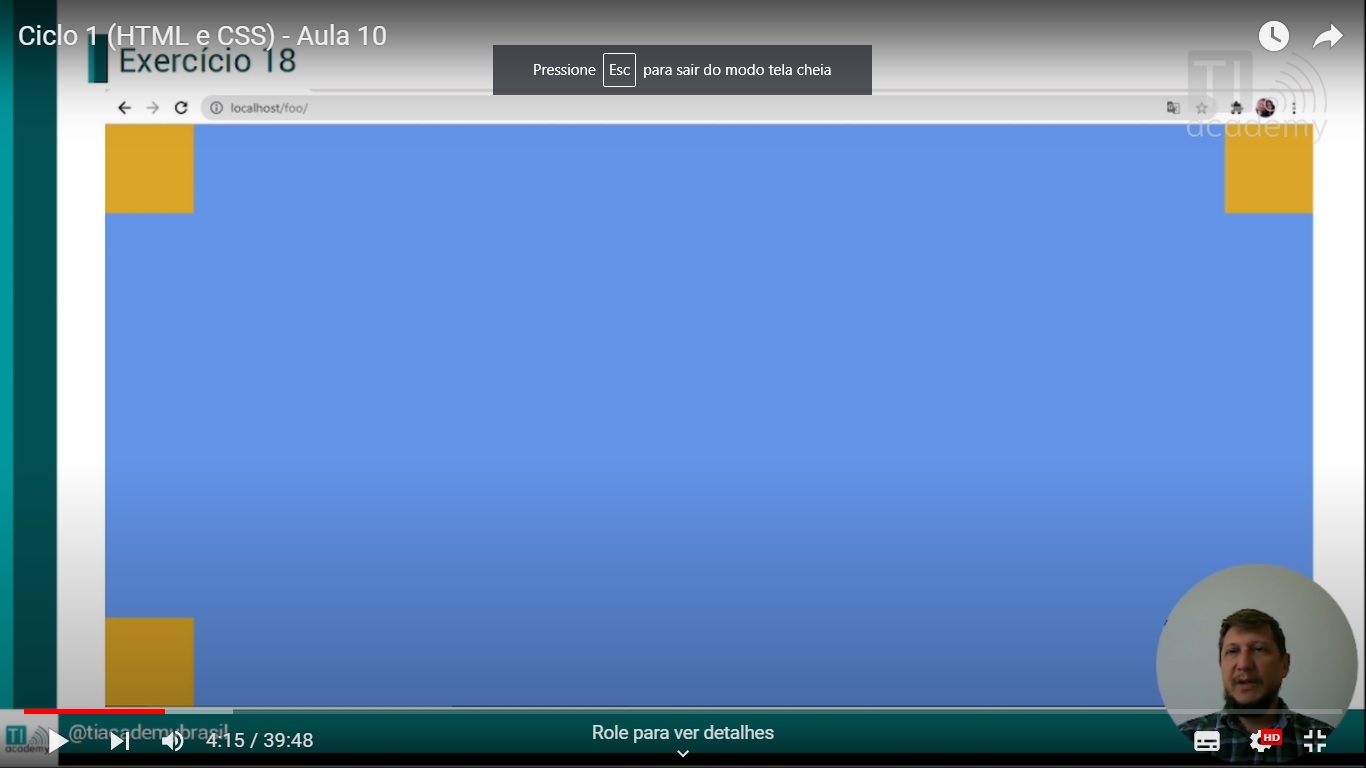 Ciclo 1 (HTML e CSS) - Aula 10
Exercício 18
Pressione Esc para sair do modo tela cheia
TI
academy
localhost/foo/
TI
academy
@tiacademybrasil
4:15 / 39:48
Role para ver detalhes
HD